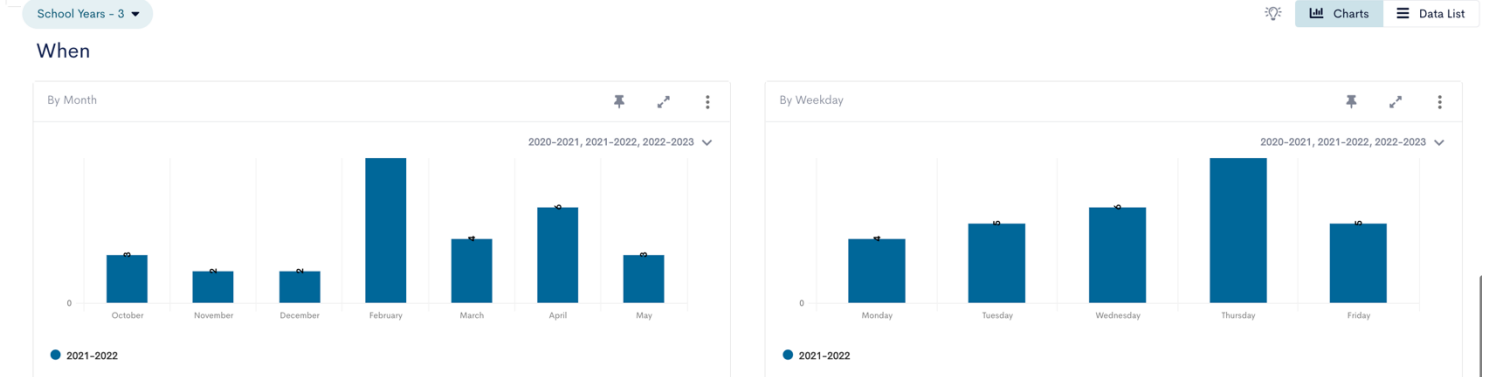 School Years - 3
Charts
Data List
When
By Month
2020-2021, 2021-2022, 2022-2023
3 2 2 4 6 3
0
October November December February March April May
2021-2022
By Weekday
2020-2021, 2021-2022, 2022-2023
4 5 6 5
0
Monday Tuesday Wednesday Thursday Friday
2021-2022